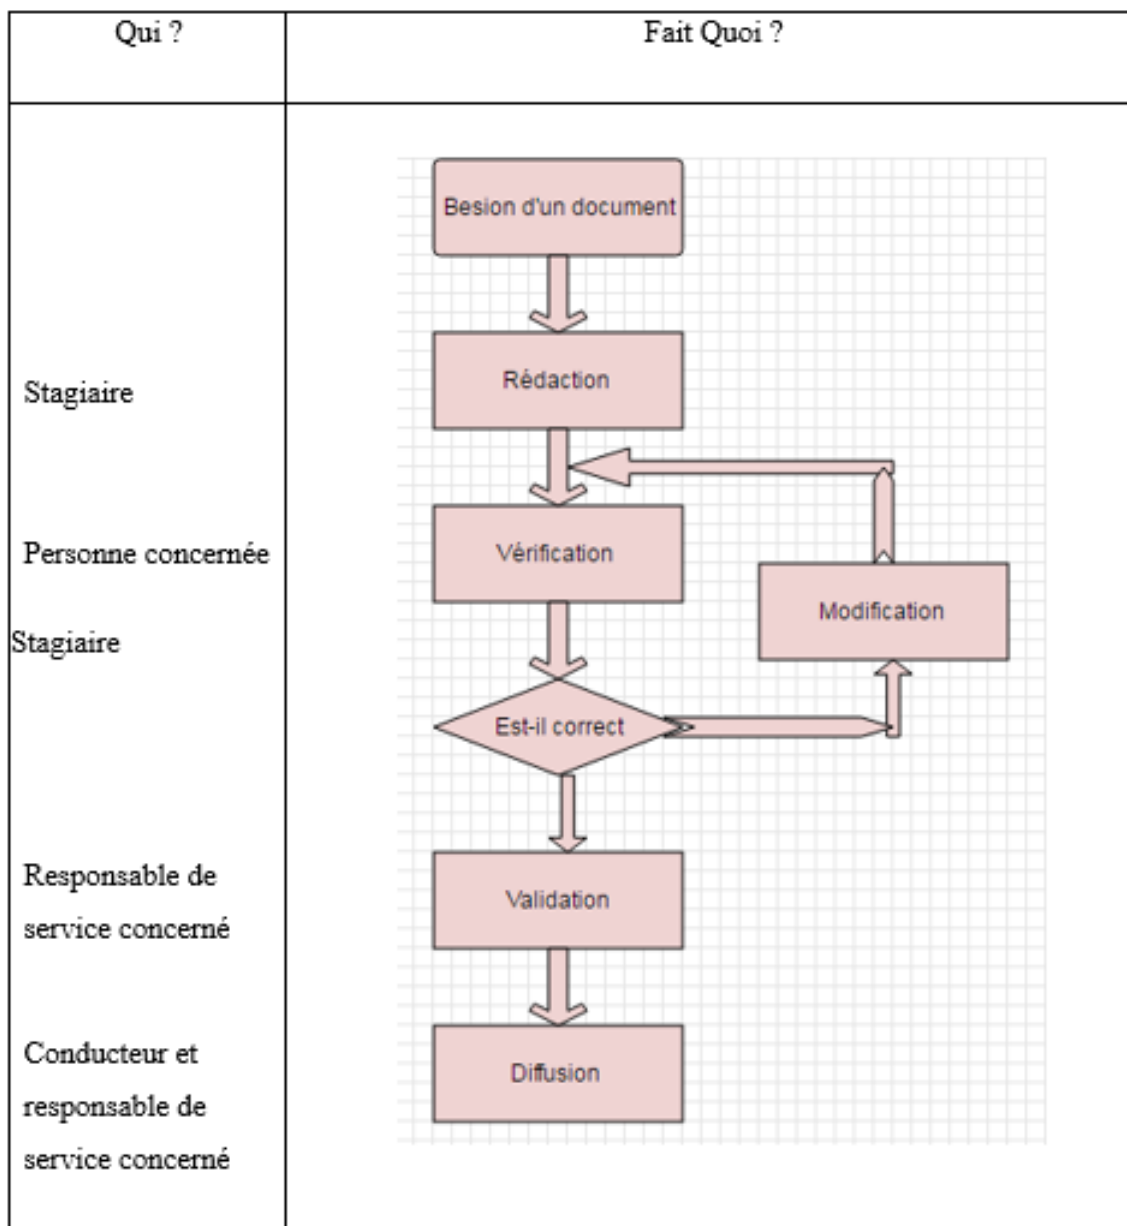 Qui ?
Fait Quoi ?
Besion d'un document
Stagiaire
Rédaction
Personne concernée
Vérification
Modification
Stagiaire
Est-il correct
Responsable de
service concerné
Validation
Conducteur et
responsable de
service concerné
Diffusion